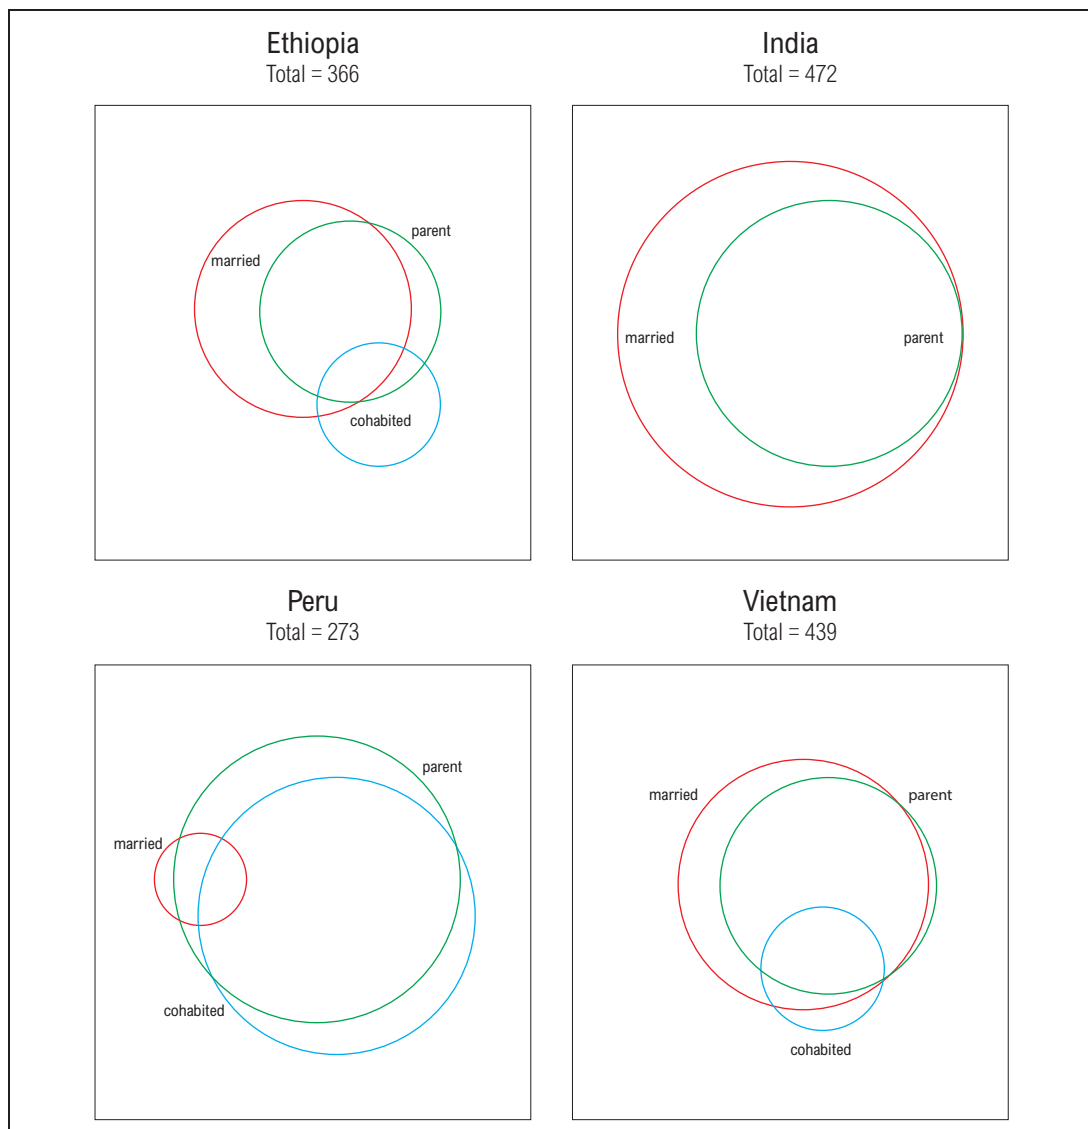 Ethiopia
Total = 366
parent
married
cohabited
India
Total = 472
married
parent
Peru
Total = 273
parent
married
cohabited
Vietnam
Total = 439
married
parent
cohabited